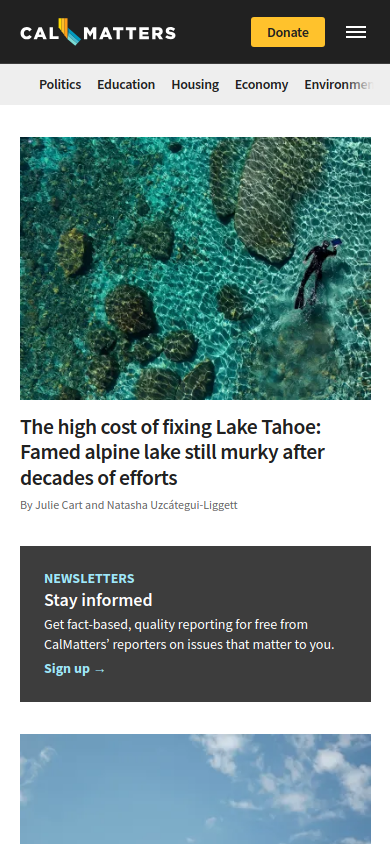 CALMATTERS
Donate
Politics Education Housing Economy Environme
The high cost of fixing Lake Tahoe:
Famed alpine lake still murky after
decades of efforts
By Julie Cart and Natasha Uzcátegui-Liggett
NEWSLETTERS
Stay informed
Get fact-based, quality reporting for free from
CalMatters’ reporters on issues that matter to you.
Sign up →